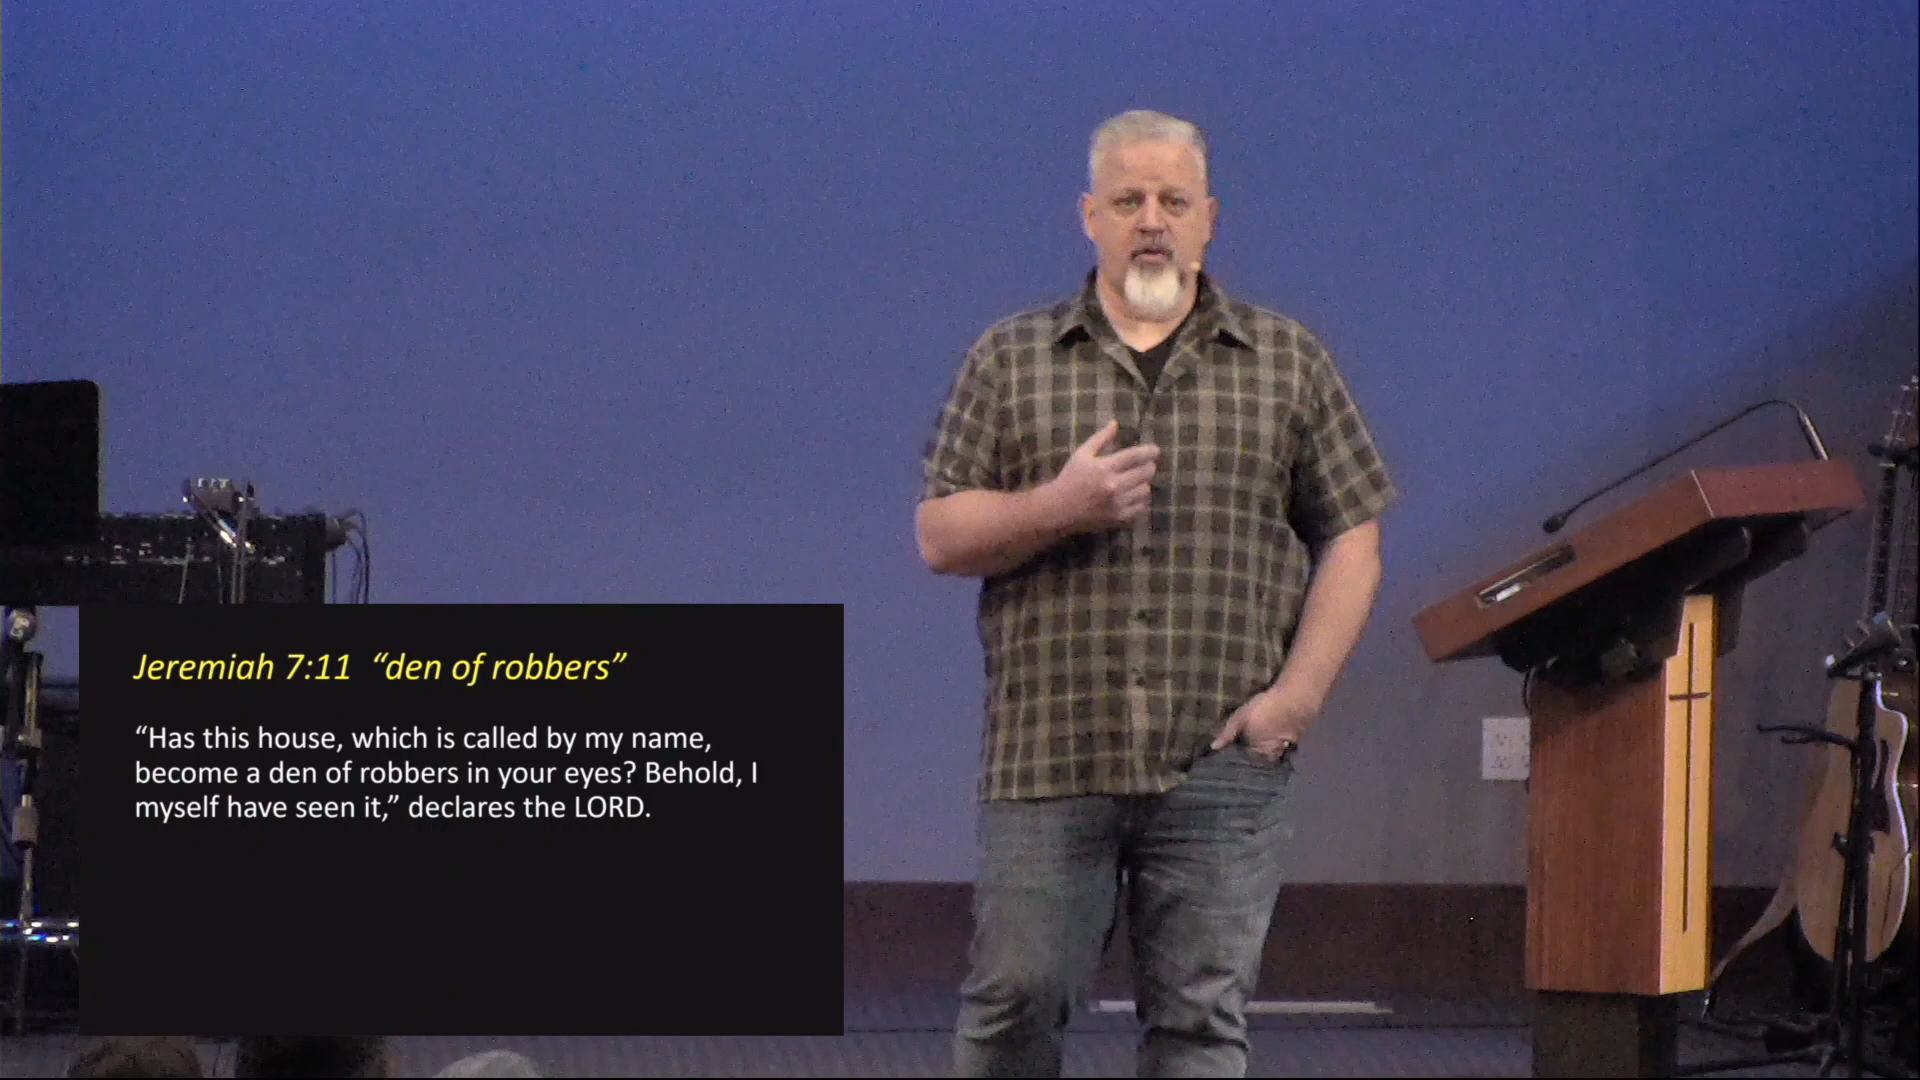 Jeremiah 7:11  “den of robbers”
“Has this house, which is called by my name,
become a den of robbers in your eyes? Behold, I
myself have seen it,” declares the LORD.